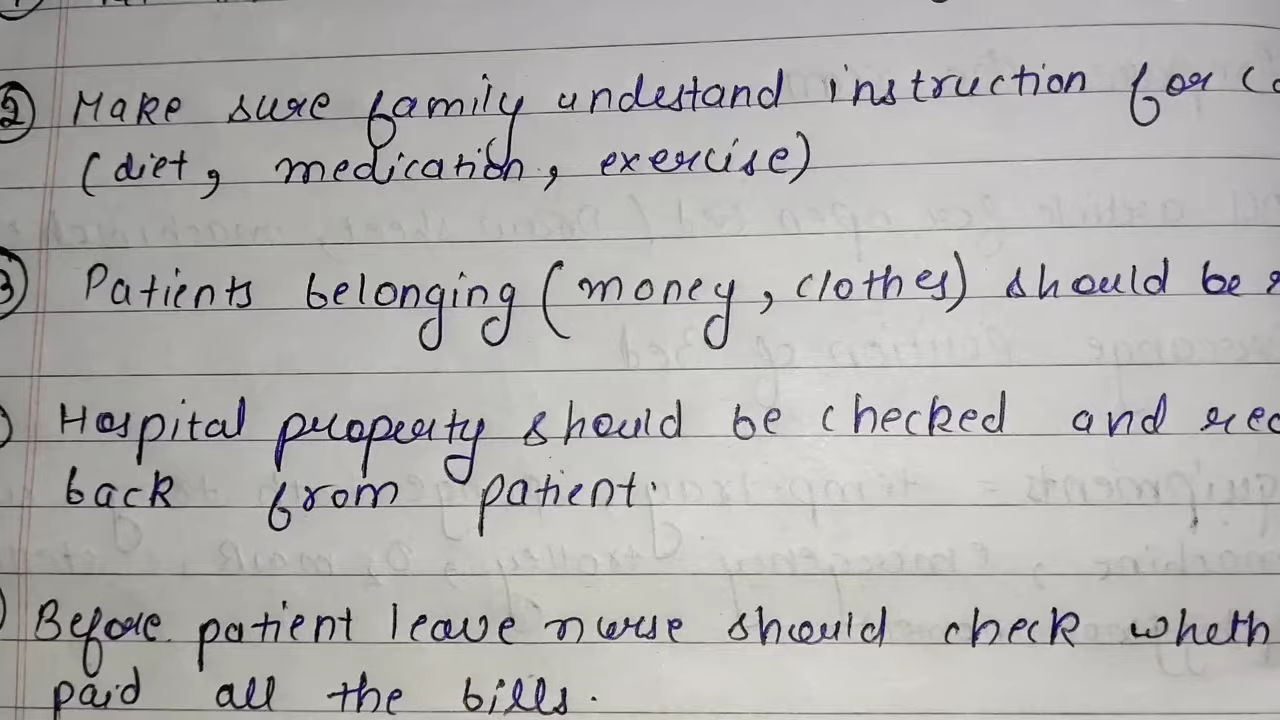 ② Make sure family undestand instruction for
(diet, medication, exercise)
③ Patients belonging (money, clothes) should be
Hospital property should be checked and
back from patient.
Before patient leave nurse should check
paid all the bills.